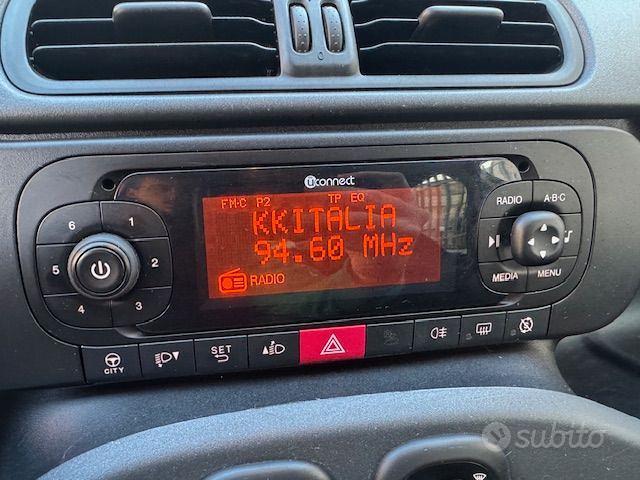 uconnect
FM-C P2 TP EQ
KKITALIA
94.60 MHz
RADIO
6 1
5 2
4 3
RADIO A·B·C
MEDIA MENU
CITY
SET
subito